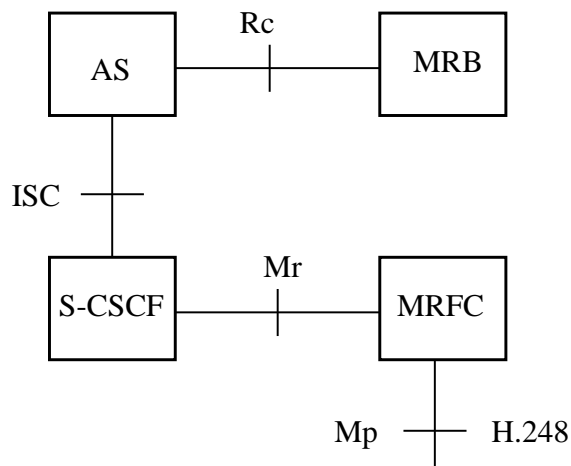 Rc
AS
MRB
ISC
Mr
S-CSCF
MRFC
Mp
H.248